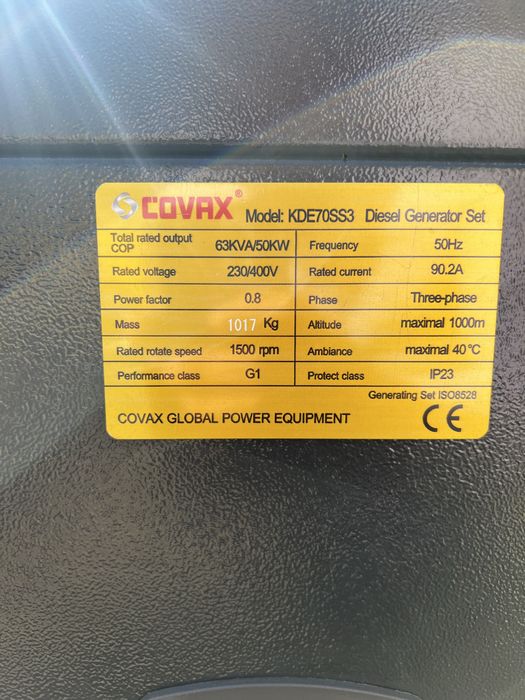 COVAX® Model: KDE70SS3 Diesel Generator Set
Total rated output COP 63KVA/50KW Frequency 50Hz
Rated voltage 230/400V Rated current 90.2A
Power factor 0.8 Phase Three-phase
Mass 1017 Kg Altitude maximal 1000m
Rated rotate speed 1500 rpm Ambiance maximal 40°C
Performance class G1 Protect class IP23
Generating Set ISO8528
COVAX GLOBAL POWER EQUIPMENT CE